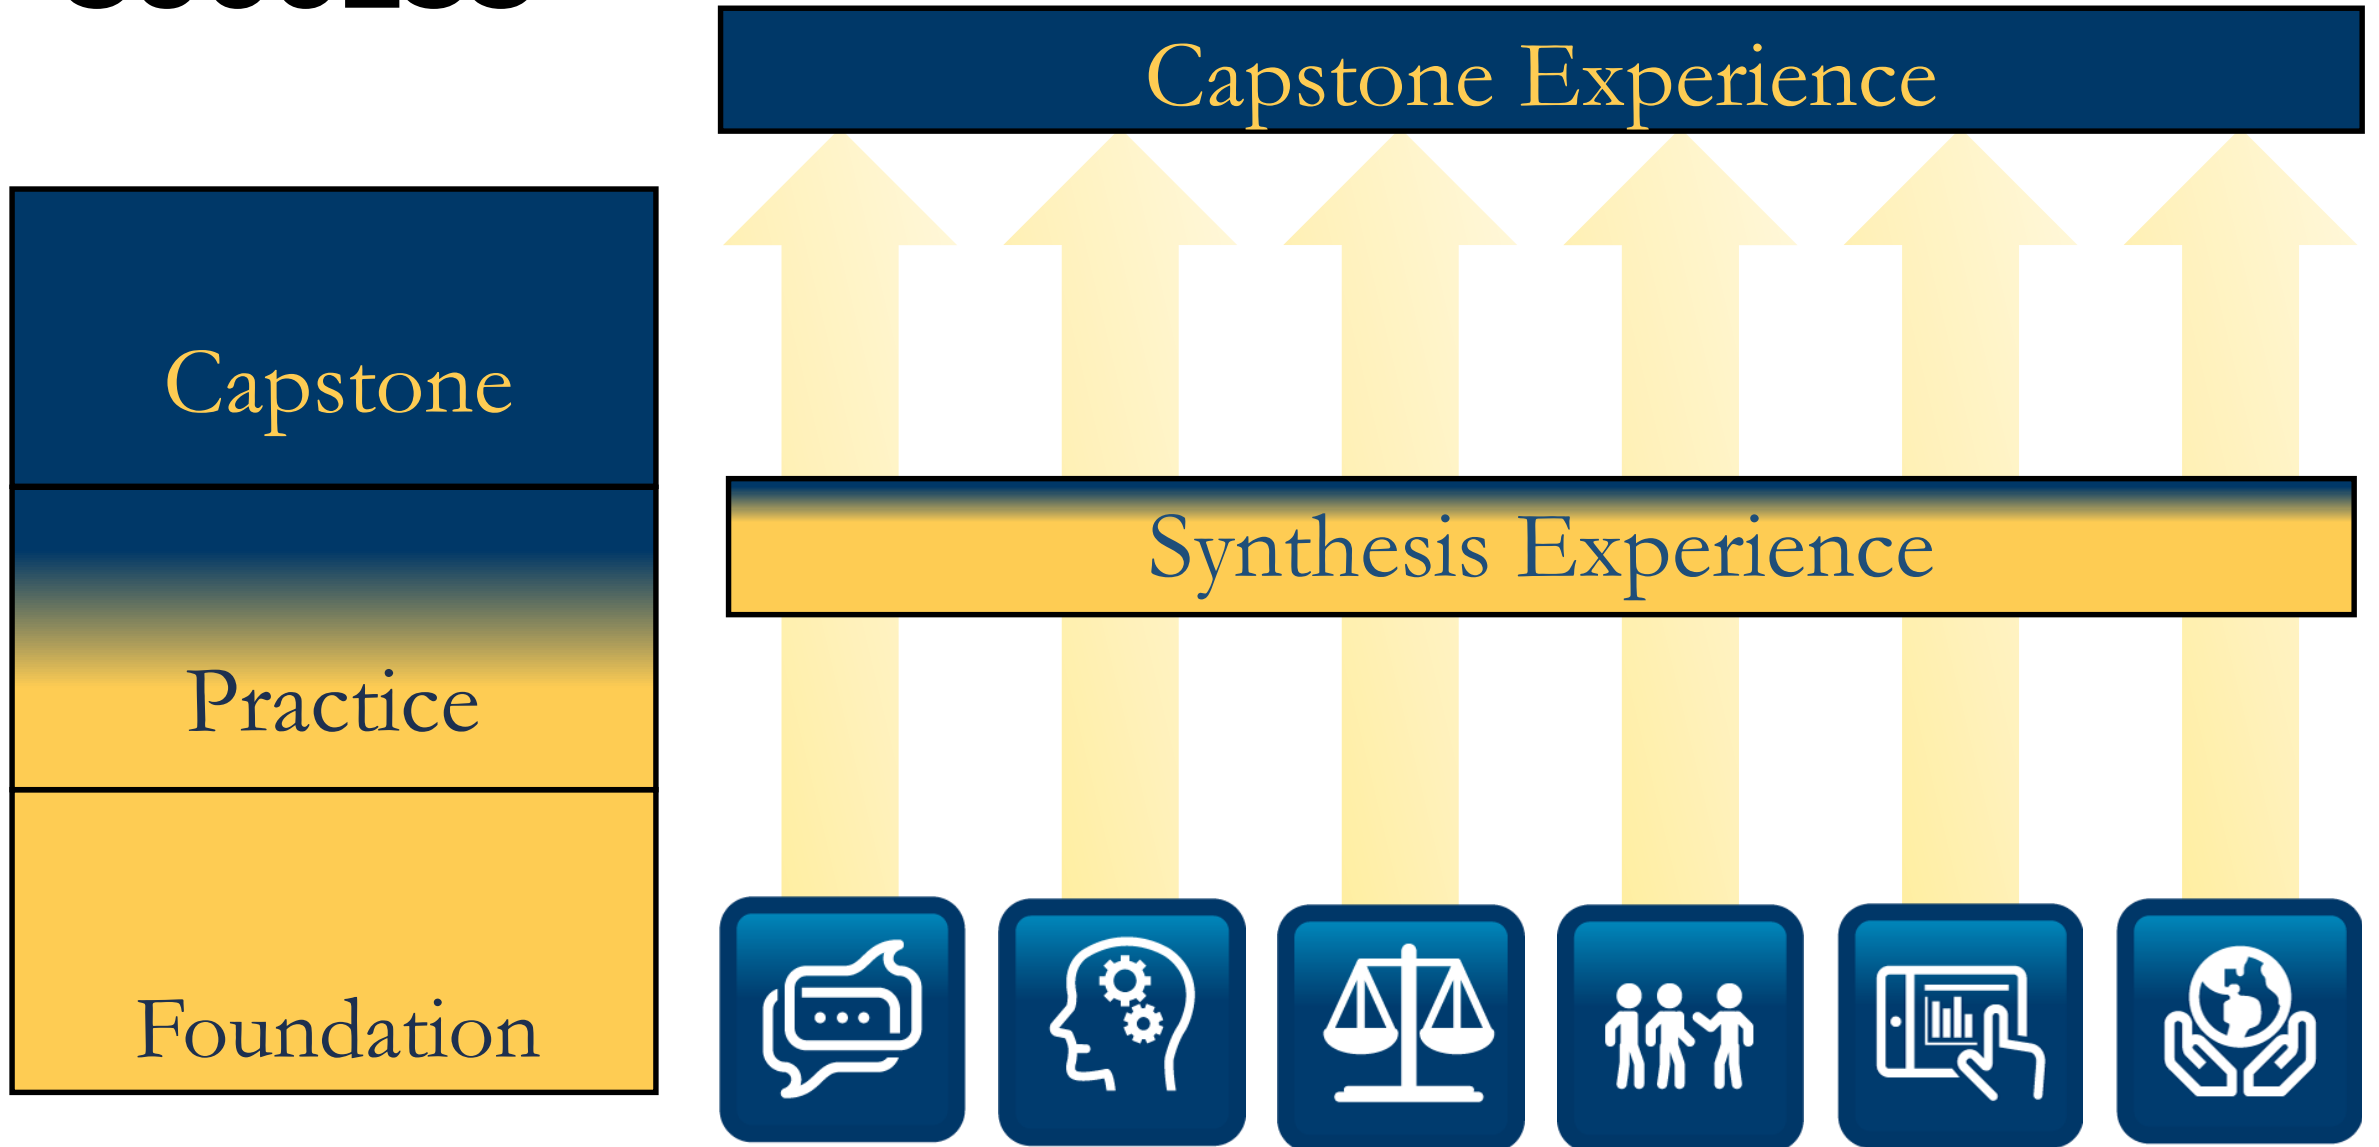 Capstone Experience
Capstone
Synthesis Experience
Practice
Foundation